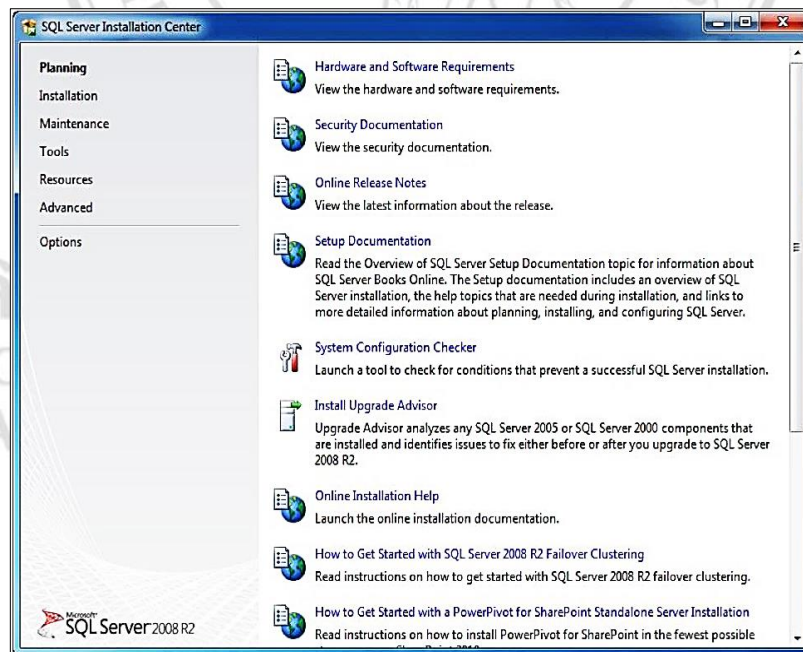 SQL Server Installation Center
Planning
Installation
Maintenance
Tools
Resources
Advanced
Options
Hardware and Software Requirements
View the hardware and software requirements.
Security Documentation
View the security documentation.
Online Release Notes
View the latest information about the release.
Setup Documentation
Read the Overview of SQL Server Setup Documentation topic for information about
SQL Server Books Online. The Setup documentation includes an overview of SQL
Server installation, the help topics that are needed during installation, and links to
more detailed information about planning, installing, and configuring SQL Server.
System Configuration Checker
Launch a tool to check for conditions that prevent a successful SQL Server installation.
Install Upgrade Advisor
Upgrade Advisor analyzes any SQL Server 2005 or SQL Server 2000 components that
are installed and identifies issues to fix either before or after you upgrade to SQL Server
2008 R2.
Online Installation Help
Launch the online installation documentation.
How to Get Started with SQL Server 2008 R2 Failover Clustering
Read instructions on how to get started with SQL Server 2008 R2 failover clustering.
How to Get Started with a PowerPivot for SharePoint Standalone Server Installation
Read instructions on how to install PowerPivot for SharePoint in the fewest possible
Microsoft
SQL Server 2008 R2